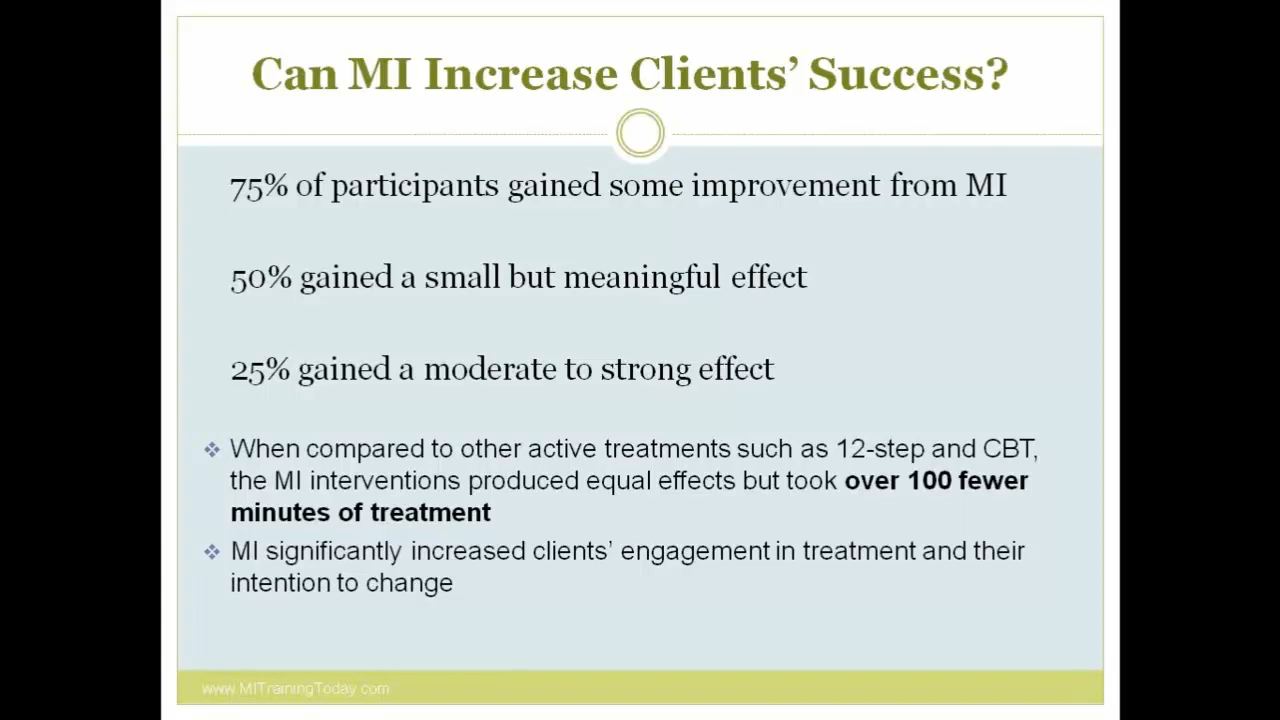 Can MI Increase Clients’ Success?
75% of participants gained some improvement from MI
50% gained a small but meaningful effect
25% gained a moderate to strong effect
When compared to other active treatments such as 12-step and CBT,
the MI interventions produced equal effects but took over 100 fewer
minutes of treatment
MI significantly increased clients’ engagement in treatment and their
intention to change
www.MITrainingToday.com